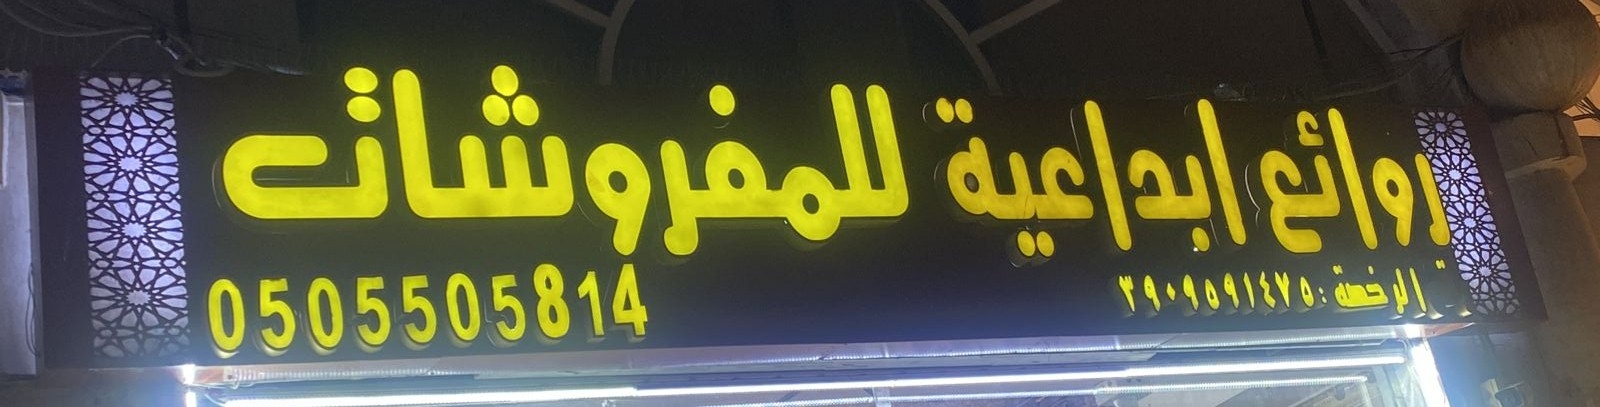 روائع ابداعية للمفروشات
الرخصة : ٣٩٠٩٥٩١٤٧٥
0505505814